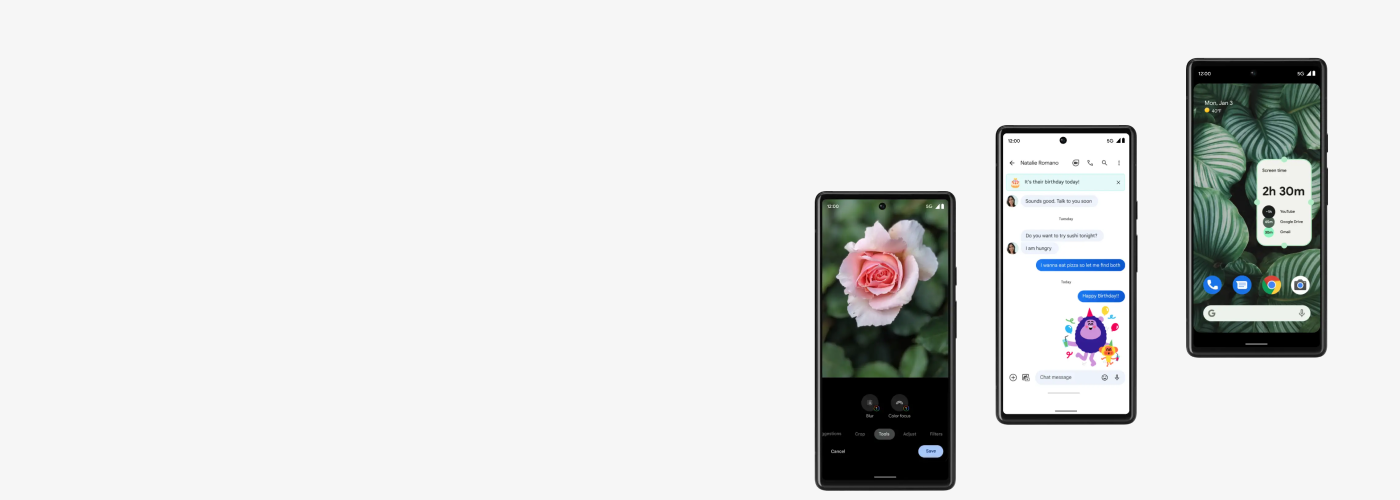 12:00
5G
Blur
Color focus
Crop
Tools
Adjust
Filters
Cancel
Save
12:00
5G
Natalie Romano
It's their birthday today!
Sounds good. Talk to you soon
Tuesday
Do you want to try sushi tonight?
I am hungry
I wanna eat pizza so let me find both
Today
Happy Birthday!!
Chat message
12:00
5G
Mon, Jan 3
Screen time
2h 30m
YouTube
Google Drive
Gmail
G